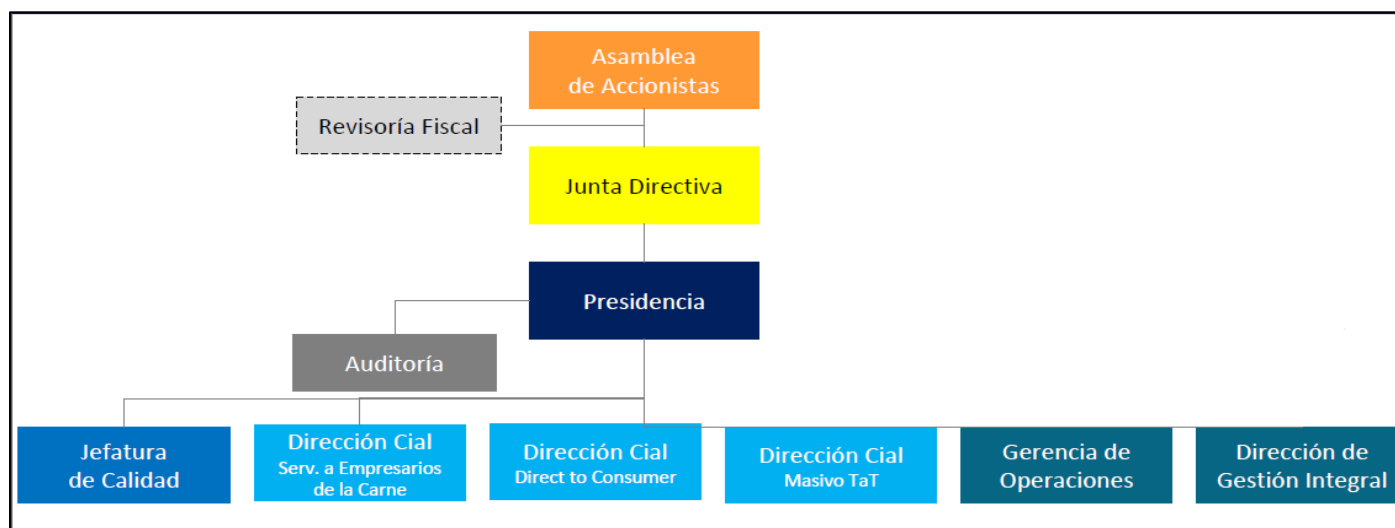 Asamblea
de Accionistas
Revisoría Fiscal
Junta Directiva
Presidencia
Auditoría
Jefatura
de Calidad
Dirección Cial
Serv. a Empresarios
de la Carne
Dirección Cial
Direct to Consumer
Dirección Cial
Masivo TaT
Gerencia de
Operaciones
Dirección de
Gestión Integral